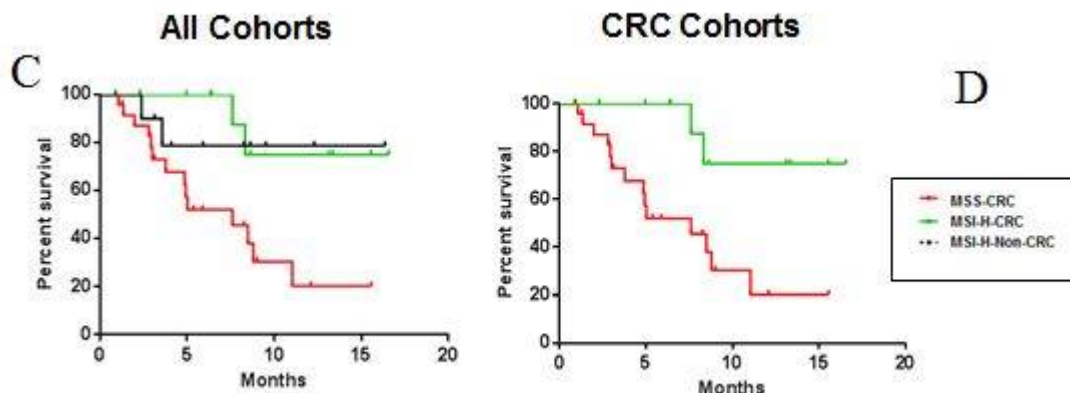 All Cohorts
C
Percent survival
100
80
60
40
20
0
0 5 10 15 20
Months
CRC Cohorts
D
Percent survival
100
80
60
40
20
0
0 5 10 15 20
Months
MSS-CRC
MSI-H-CRC
MSI-H-Non-CRC